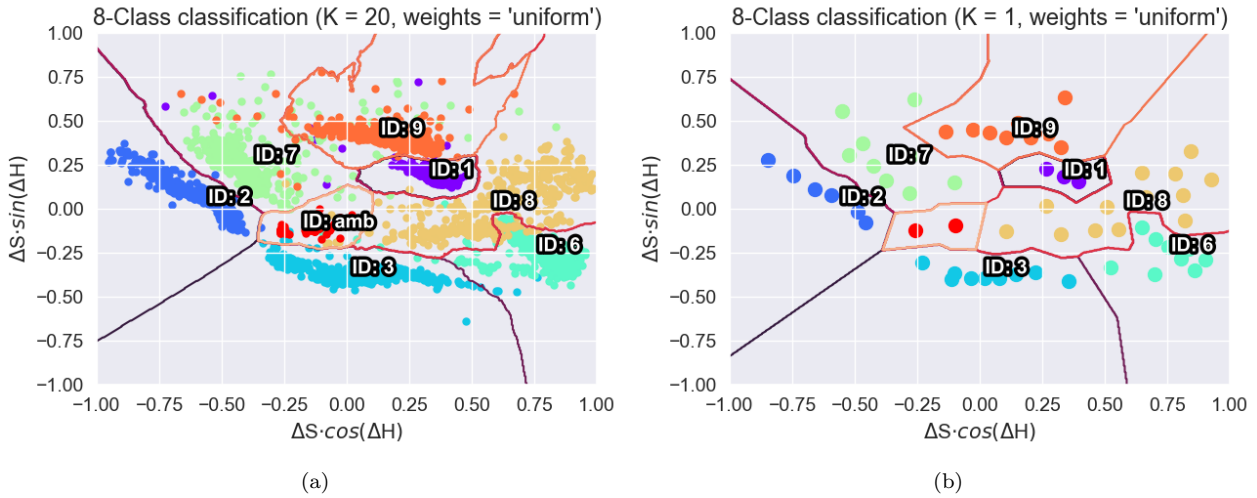 8-Class classification (K = 20, weights = 'uniform')
1.00
0.75
0.50
0.25
0.00
−0.25
−0.50
−0.75
−1.00
ΔS·sin(ΔH)
ID: 9
ID: 7
ID: 1
ID: 2
ID: 8
ID: amb
ID: 6
ID: 3
−1.00 −0.75 −0.50 −0.25 0.00 0.25 0.50 0.75 1.00
ΔS·cos(ΔH)
(a)
8-Class classification (K = 1, weights = 'uniform')
1.00
0.75
0.50
0.25
0.00
−0.25
−0.50
−0.75
−1.00
ΔS·sin(ΔH)
ID: 9
ID: 7
ID: 1
ID: 2
ID: 8
ID: 6
ID: 3
−1.00 −0.75 −0.50 −0.25 0.00 0.25 0.50 0.75 1.00
ΔS·cos(ΔH)
(b)